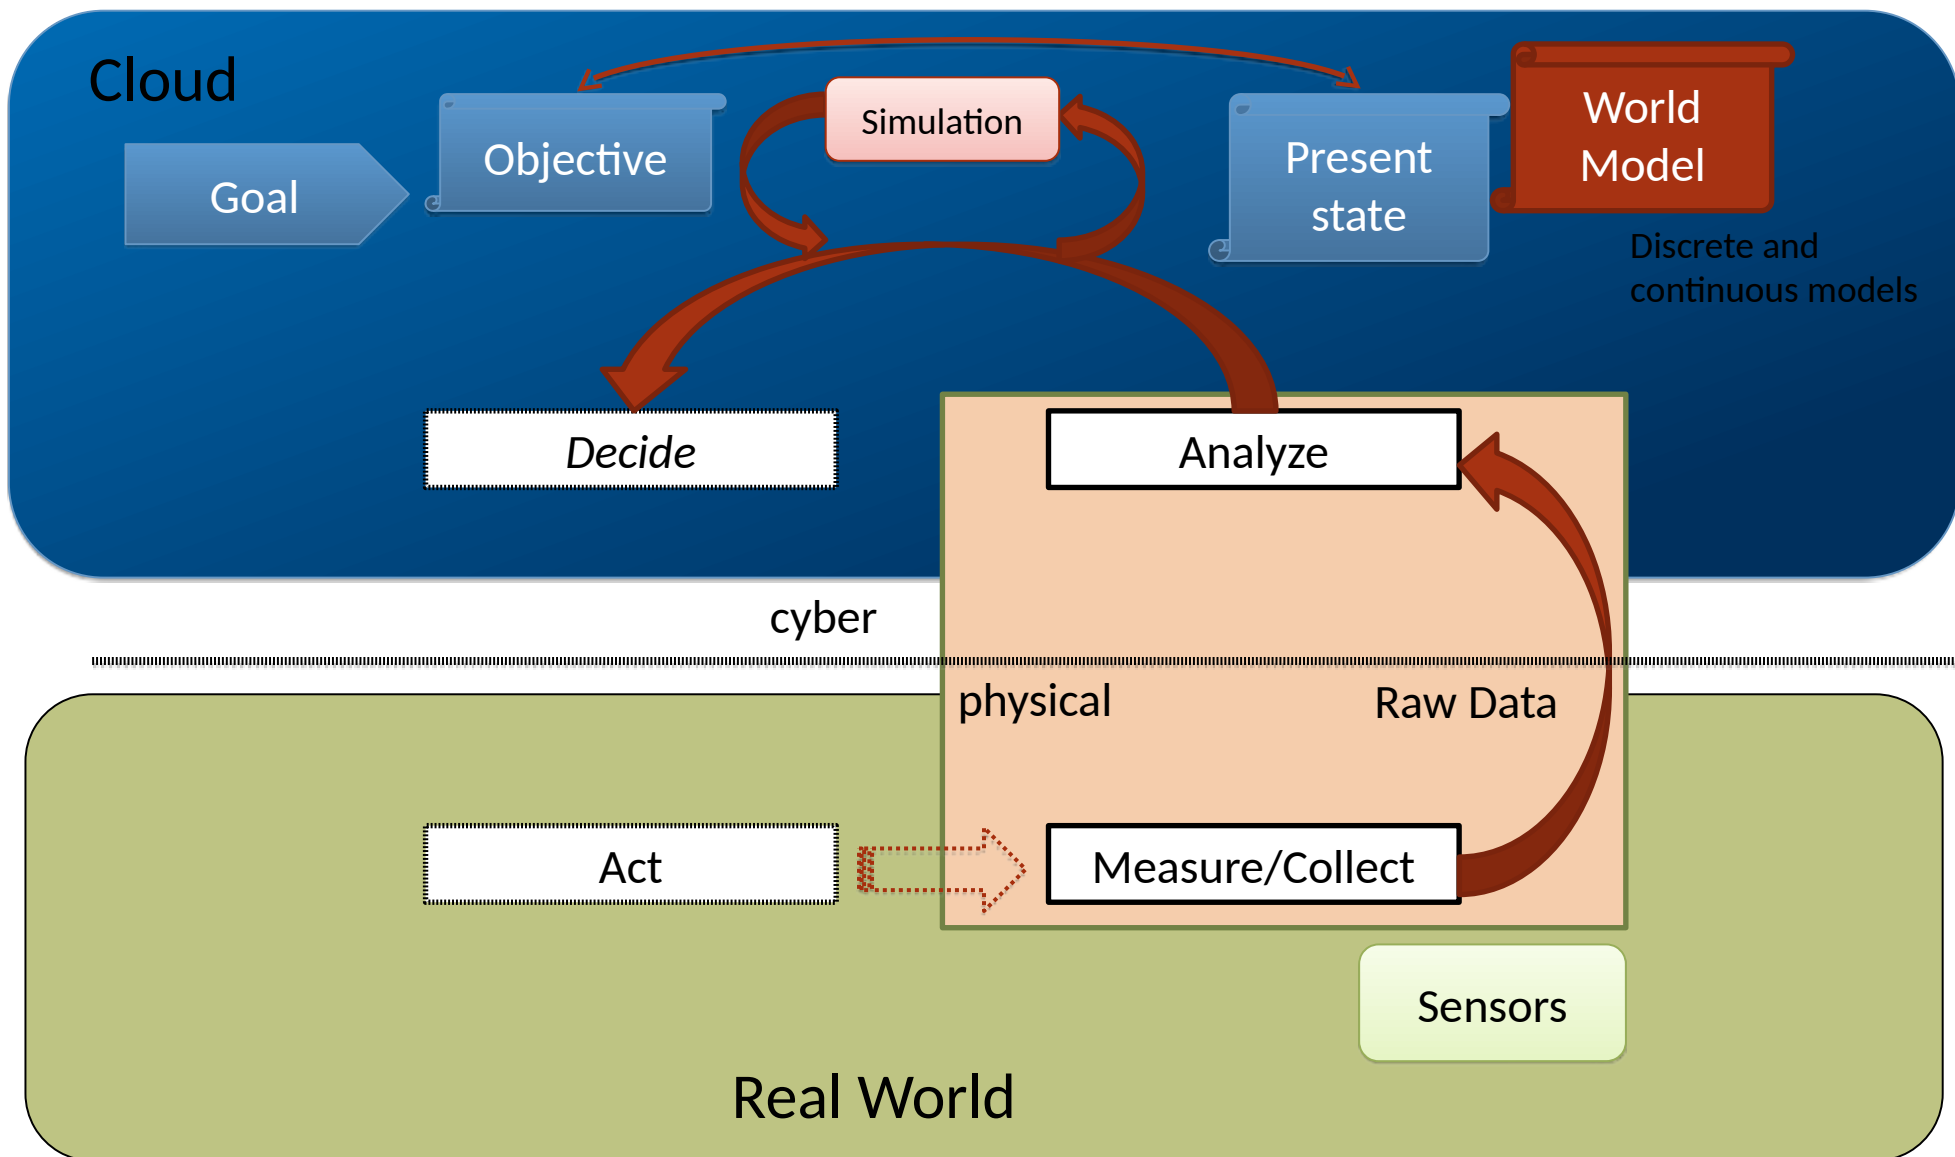 Cloud
Goal
Objective
Simulation
Present
state
World
Model
Discrete and
continuous models
Decide
Analyze
cyber
physical
Raw Data
Act
Measure/Collect
Sensors
Real World